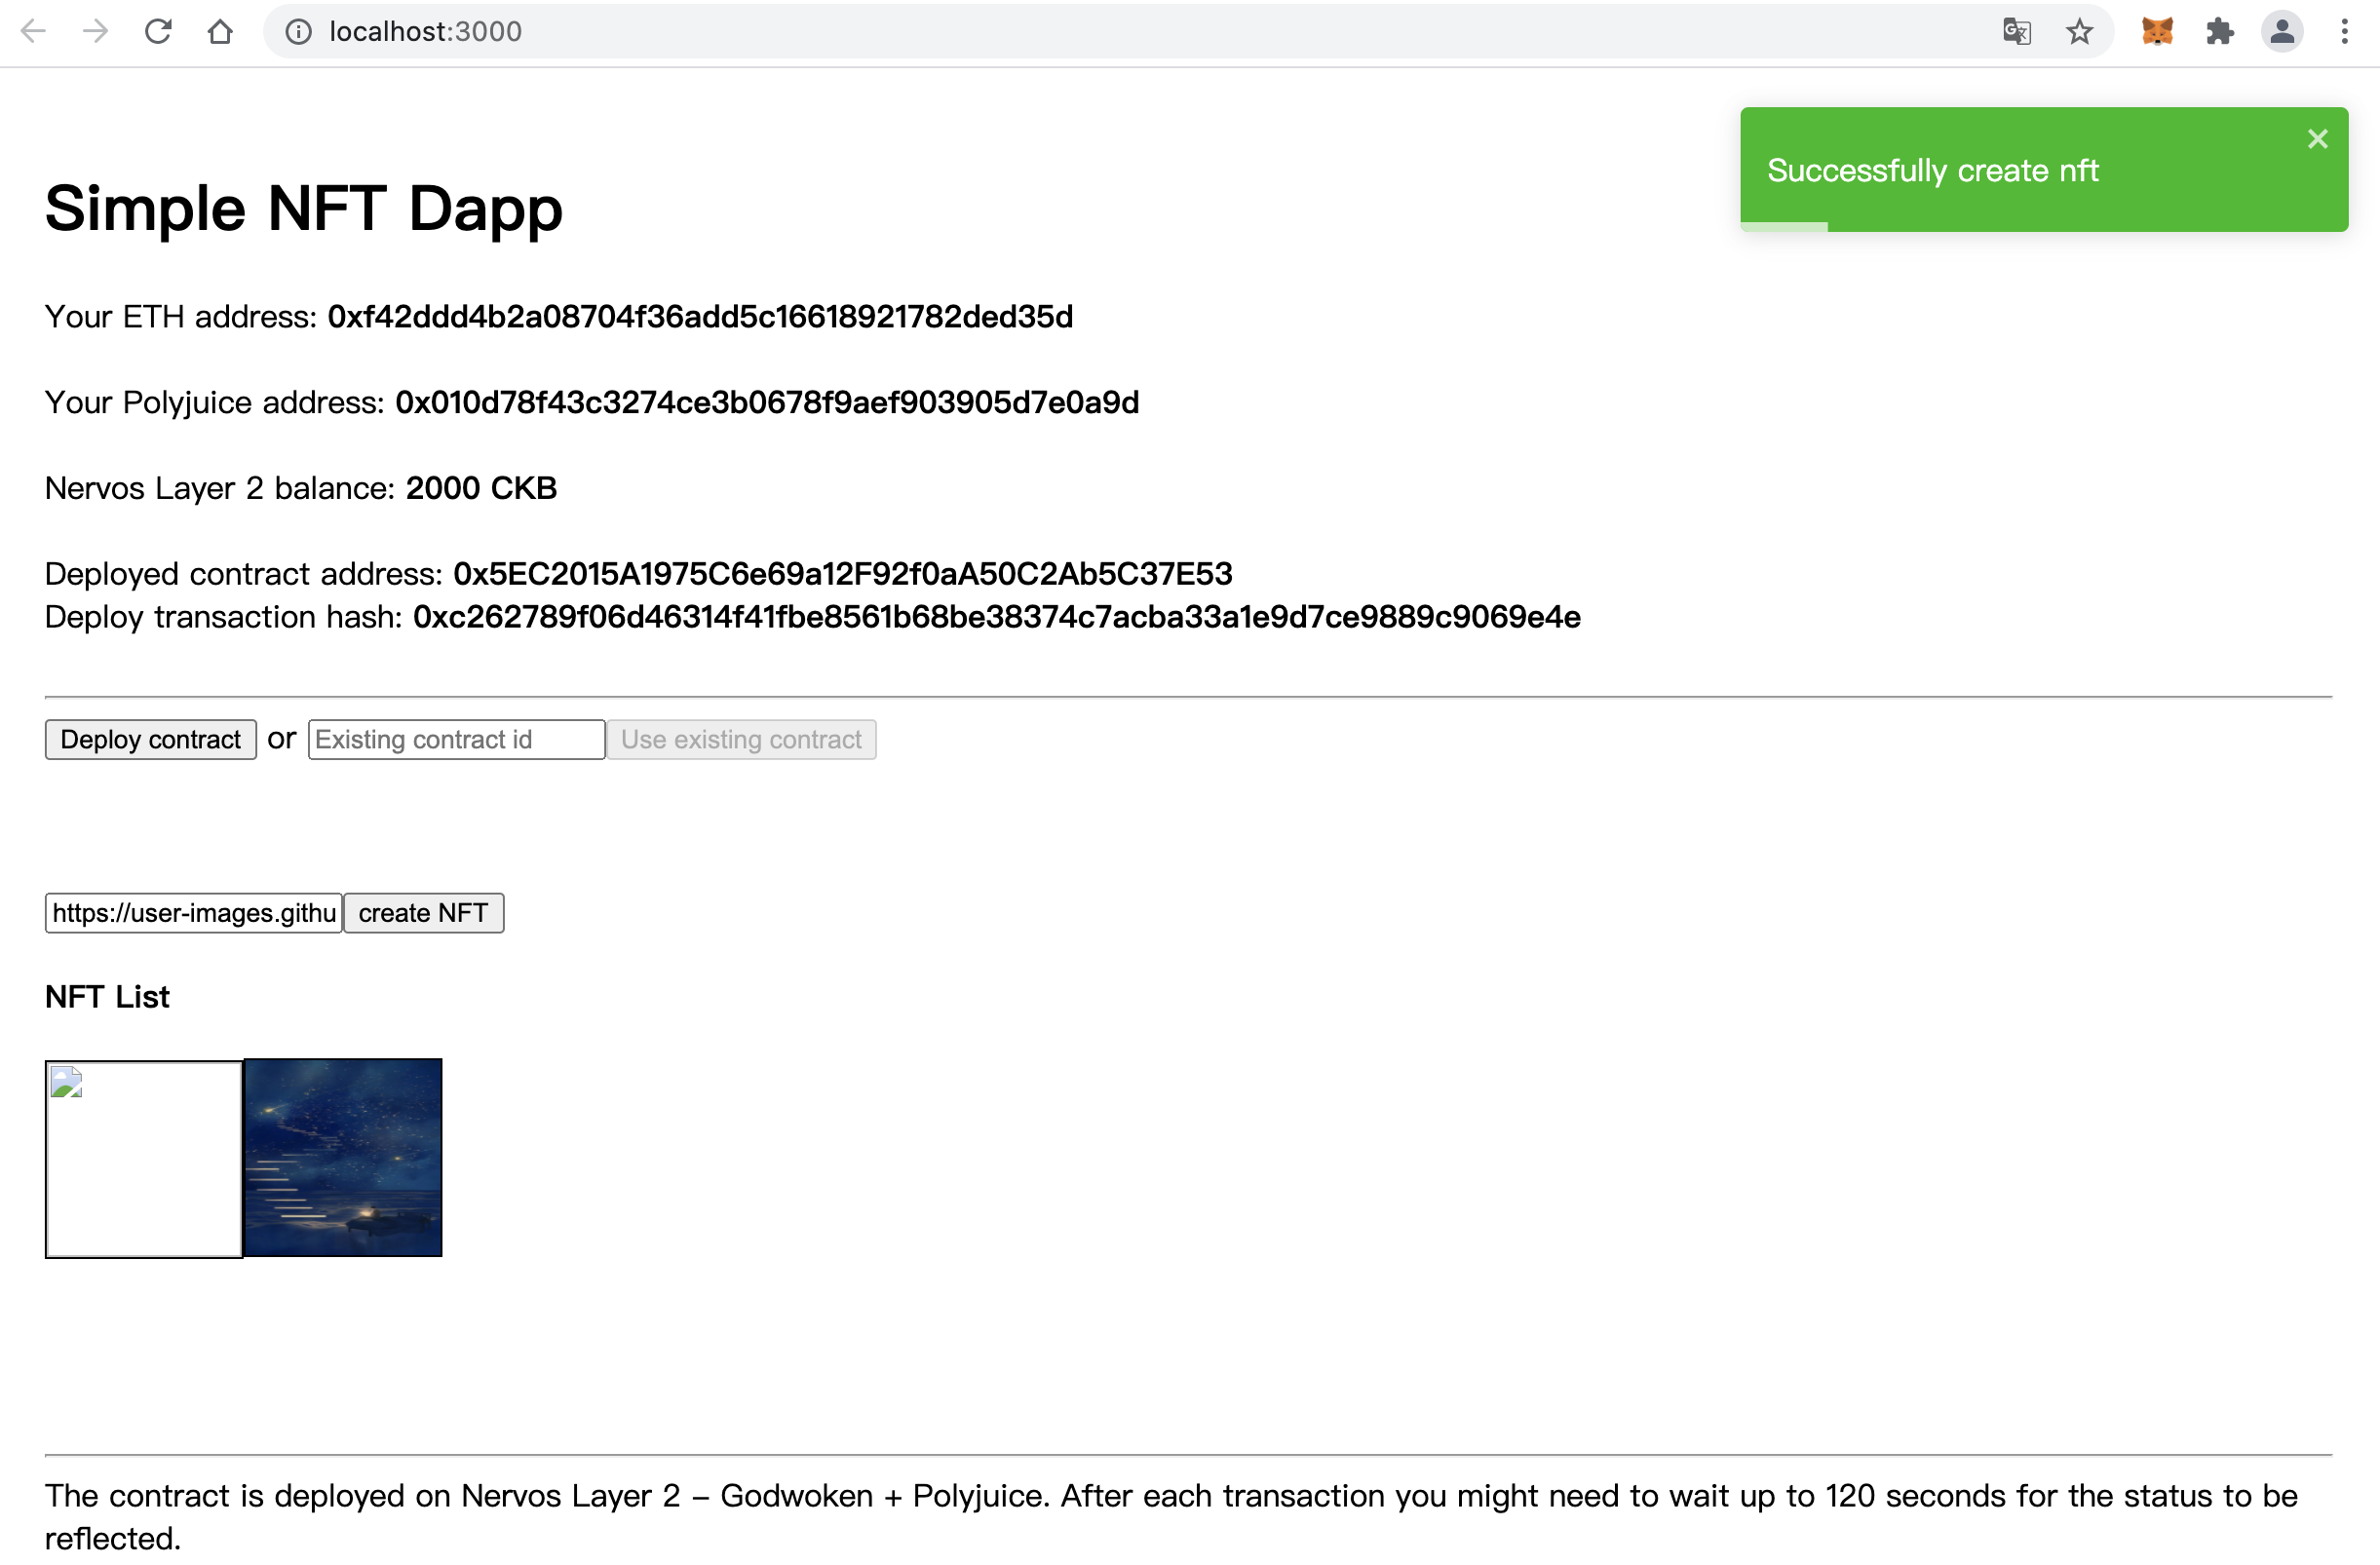 localhost:3000
Successfully create nft
Simple NFT Dapp
Your ETH address: 0xf42ddd4b2a08704f36add5c16618921782ded35d
Your Polyjuice address: 0x010d78f43c3274ce3b0678f9aef903905d7e0a9d
Nervos Layer 2 balance: 2000 CKB
Deployed contract address: 0x5EC2015A1975C6e69a12F92f0aA50C2Ab5C37E53
Deploy transaction hash: 0xc262789f06d46314f41fbe8561b68be38374c7acba33a1e9d7ce9889c9069e4e
Deploy contract or Existing contract id Use existing contract
https://user-images.githu create NFT
NFT List
The contract is deployed on Nervos Layer 2 – Godwoken + Polyjuice. After each transaction you might need to wait up to 120 seconds for the status to be
reflected.